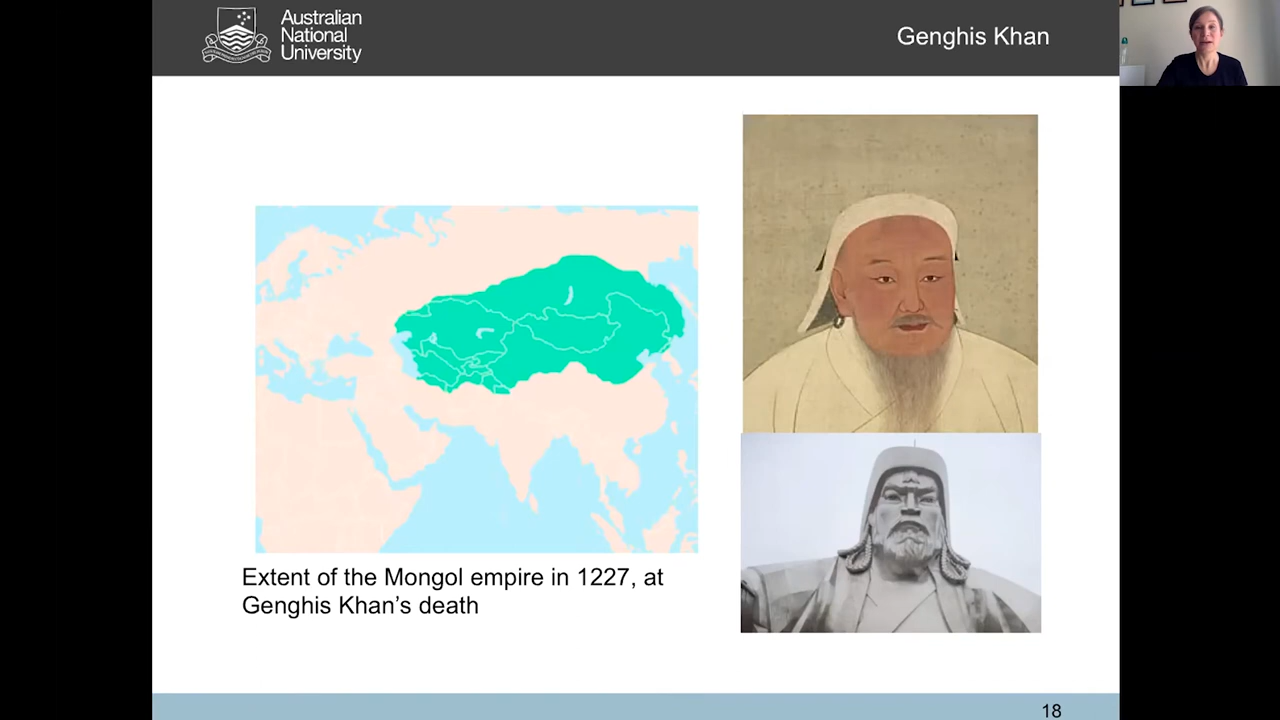 Australian
National
University
Genghis Khan
Extent of the Mongol empire in 1227, at
Genghis Khan’s death
18